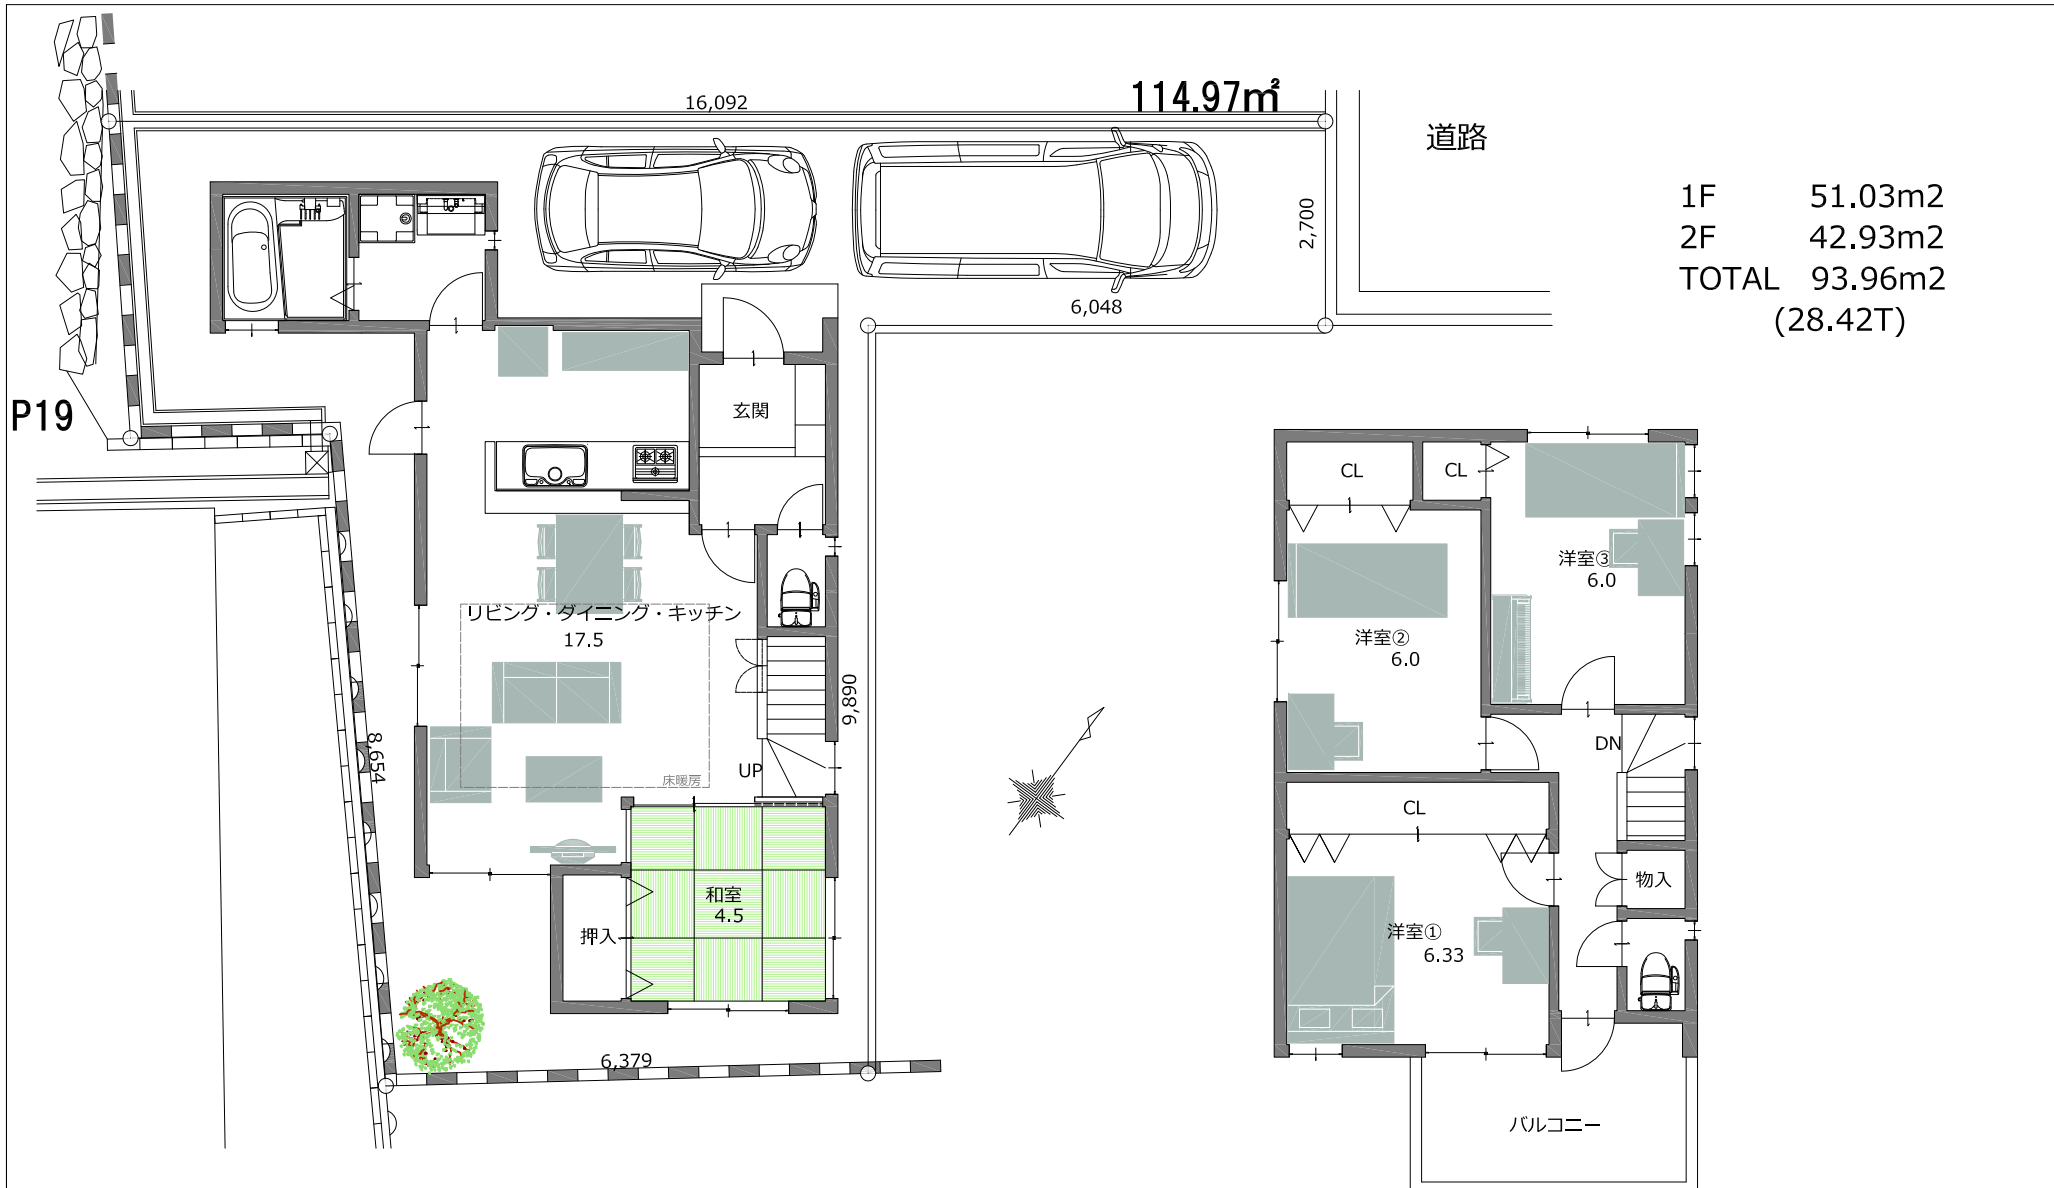 16,092
114.97㎡
道路
2,700
6,048
1F 51.03m2
2F 42.93m2
TOTAL 93.96m2
(28.42T)
P19
玄関
リビング・ダイニング・キッチン
17.5
床暖房
UP
8,654
9,890
和室
4.5
押入
6,379
CL
CL
洋室③
6.0
洋室②
6.0
DN
CL
物入
洋室①
6.33
バルコニー